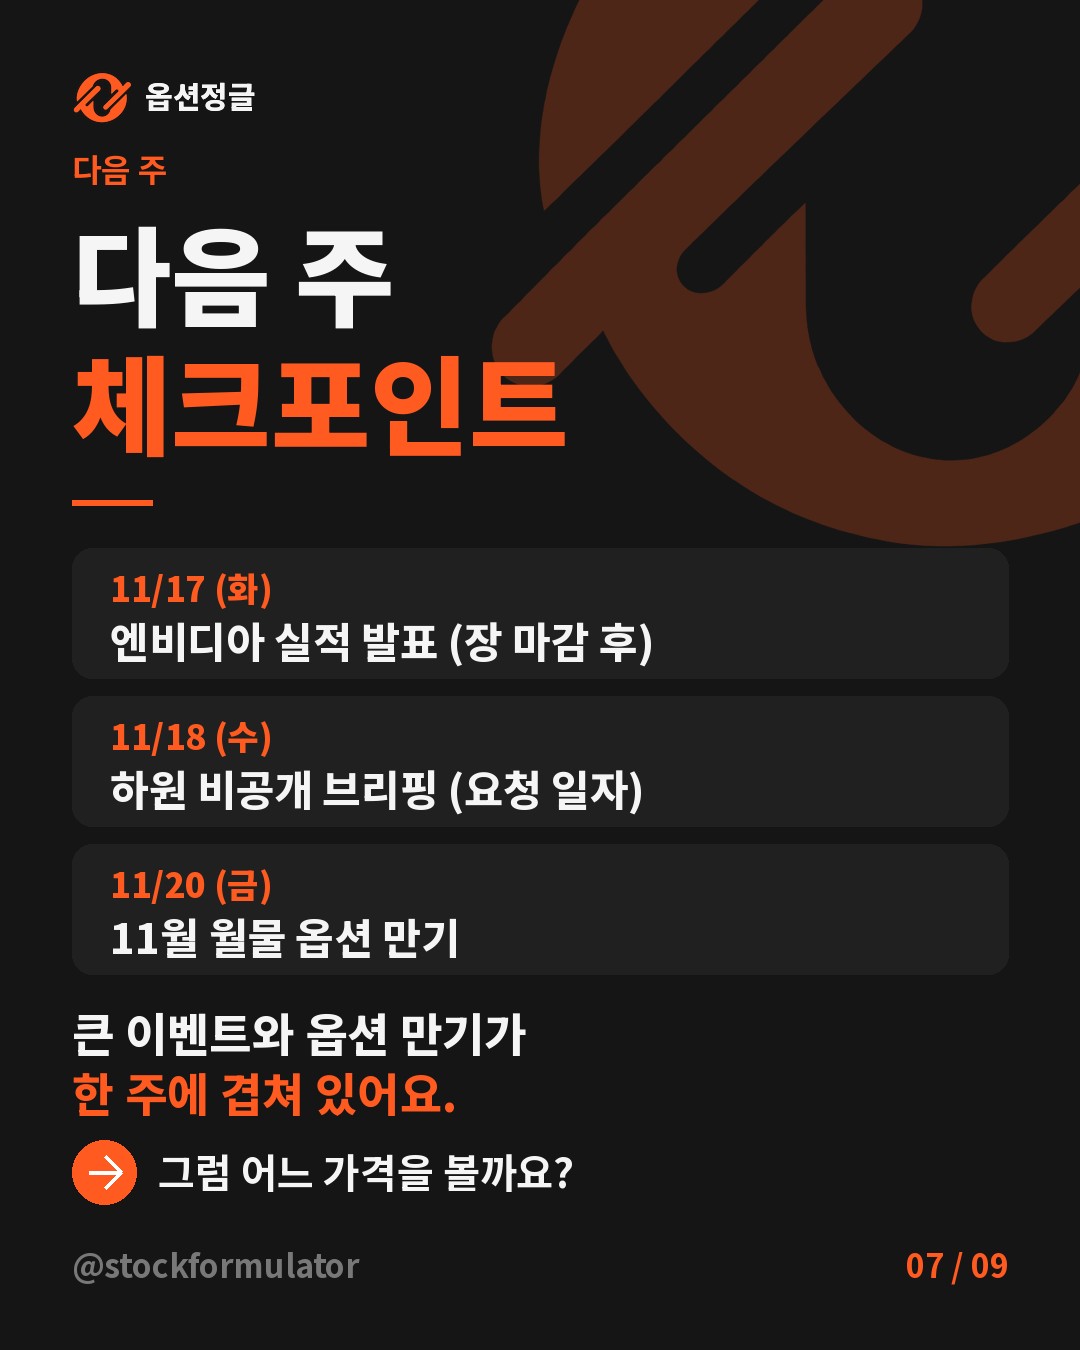 옵션정글
다음 주
다음 주
체크포인트
11/17 (화)
엔비디아 실적 발표 (장 마감 후)
11/18 (수)
하원 비공개 브리핑 (요청 일자)
11/20 (금)
11월 월물 옵션 만기
큰 이벤트와 옵션 만기가
한 주에 겹쳐 있어요.
그럼 어느 가격을 볼까요?
@stockformulator
07 / 09